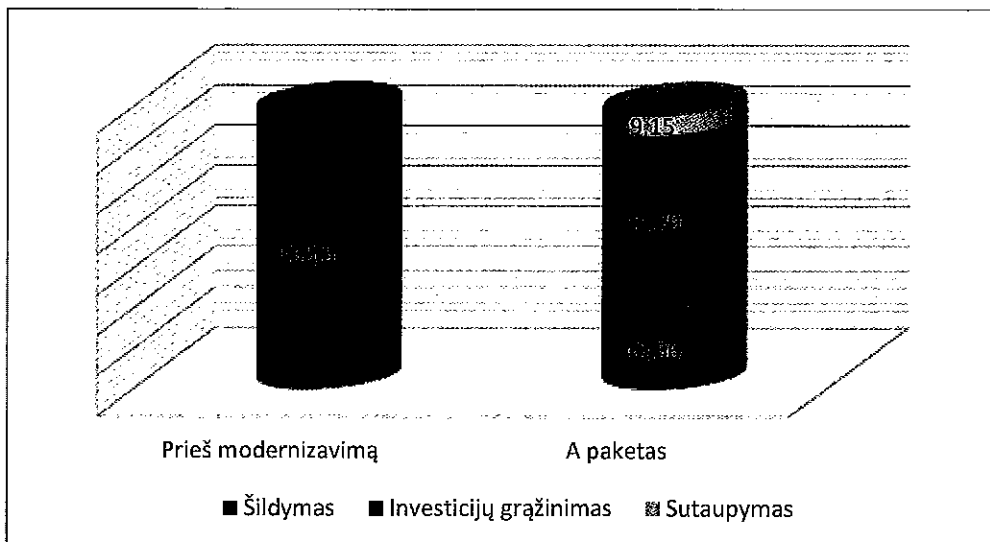 9.15
Prieš modernizavimą
A paketas
Šildymas
Investicijų grąžinimas
Sutaupymas